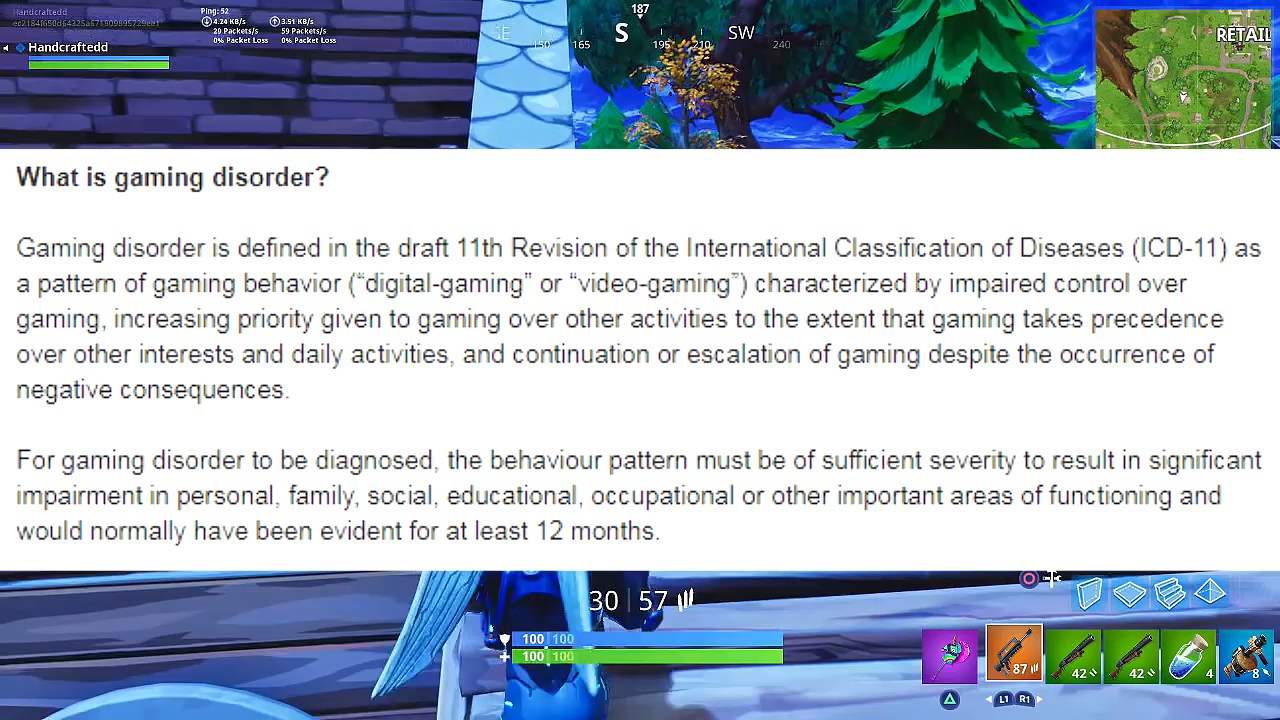 Handcraftedd
ec2184f650d64325a671909895729ee1
Ping: 52
4.24 KB/s 3.51 KB/s
20 Packets/s 59 Packets/s
0% Packet Loss 0% Packet Loss
Handcraftedd
187
SE 150 165 S 195 210 SW 240
RETAIL
What is gaming disorder?
Gaming disorder is defined in the draft 11th Revision of the International Classification of Diseases (ICD-11) as
a pattern of gaming behavior (“digital-gaming” or “video-gaming”) characterized by impaired control over
gaming, increasing priority given to gaming over other activities to the extent that gaming takes precedence
over other interests and daily activities, and continuation or escalation of gaming despite the occurrence of
negative consequences.
For gaming disorder to be diagnosed, the behaviour pattern must be of sufficient severity to result in significant
impairment in personal, family, social, educational, occupational or other important areas of functioning and
would normally have been evident for at least 12 months.
30 | 57
100 | 100
100 | 100
87 42 42 4 8
L1 R1